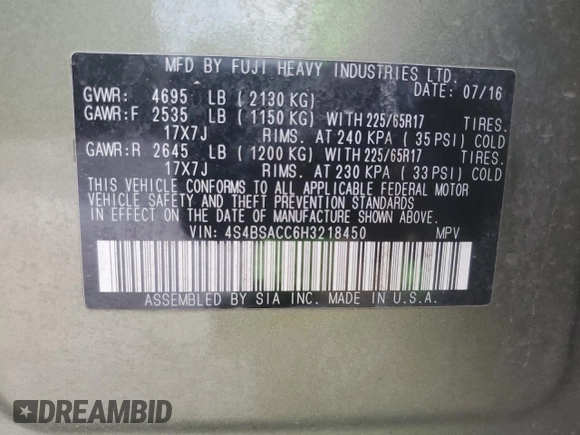 MFD BY FUJI HEAVY INDUSTRIES LTD.
DATE: 07/16
GVWR: 4695 LB ( 2130 KG)
GAWR:F 2535 LB ( 1150 KG) WITH 225/65R17 TIRES.
17X7J RIMS. AT 240 KPA ( 35 PSI) COLD
GAWR:R 2645 LB ( 1200 KG) WITH 225/65R17 TIRES.
17X7J RIMS. AT 230 KPA ( 33 PSI) COLD
THIS VEHICLE CONFORMS TO ALL APPLICABLE FEDERAL MOTOR
VEHICLE SAFETY AND THEFT PREVENTION STANDARDS
IN EFFECT ON THE DATE OF MANUFACTURE SHOWN ABOVE.
VIN: 4S4BSACC6H3218450 MPV
ASSEMBLED BY SIA INC. MADE IN U.S.A.
DREAMBID